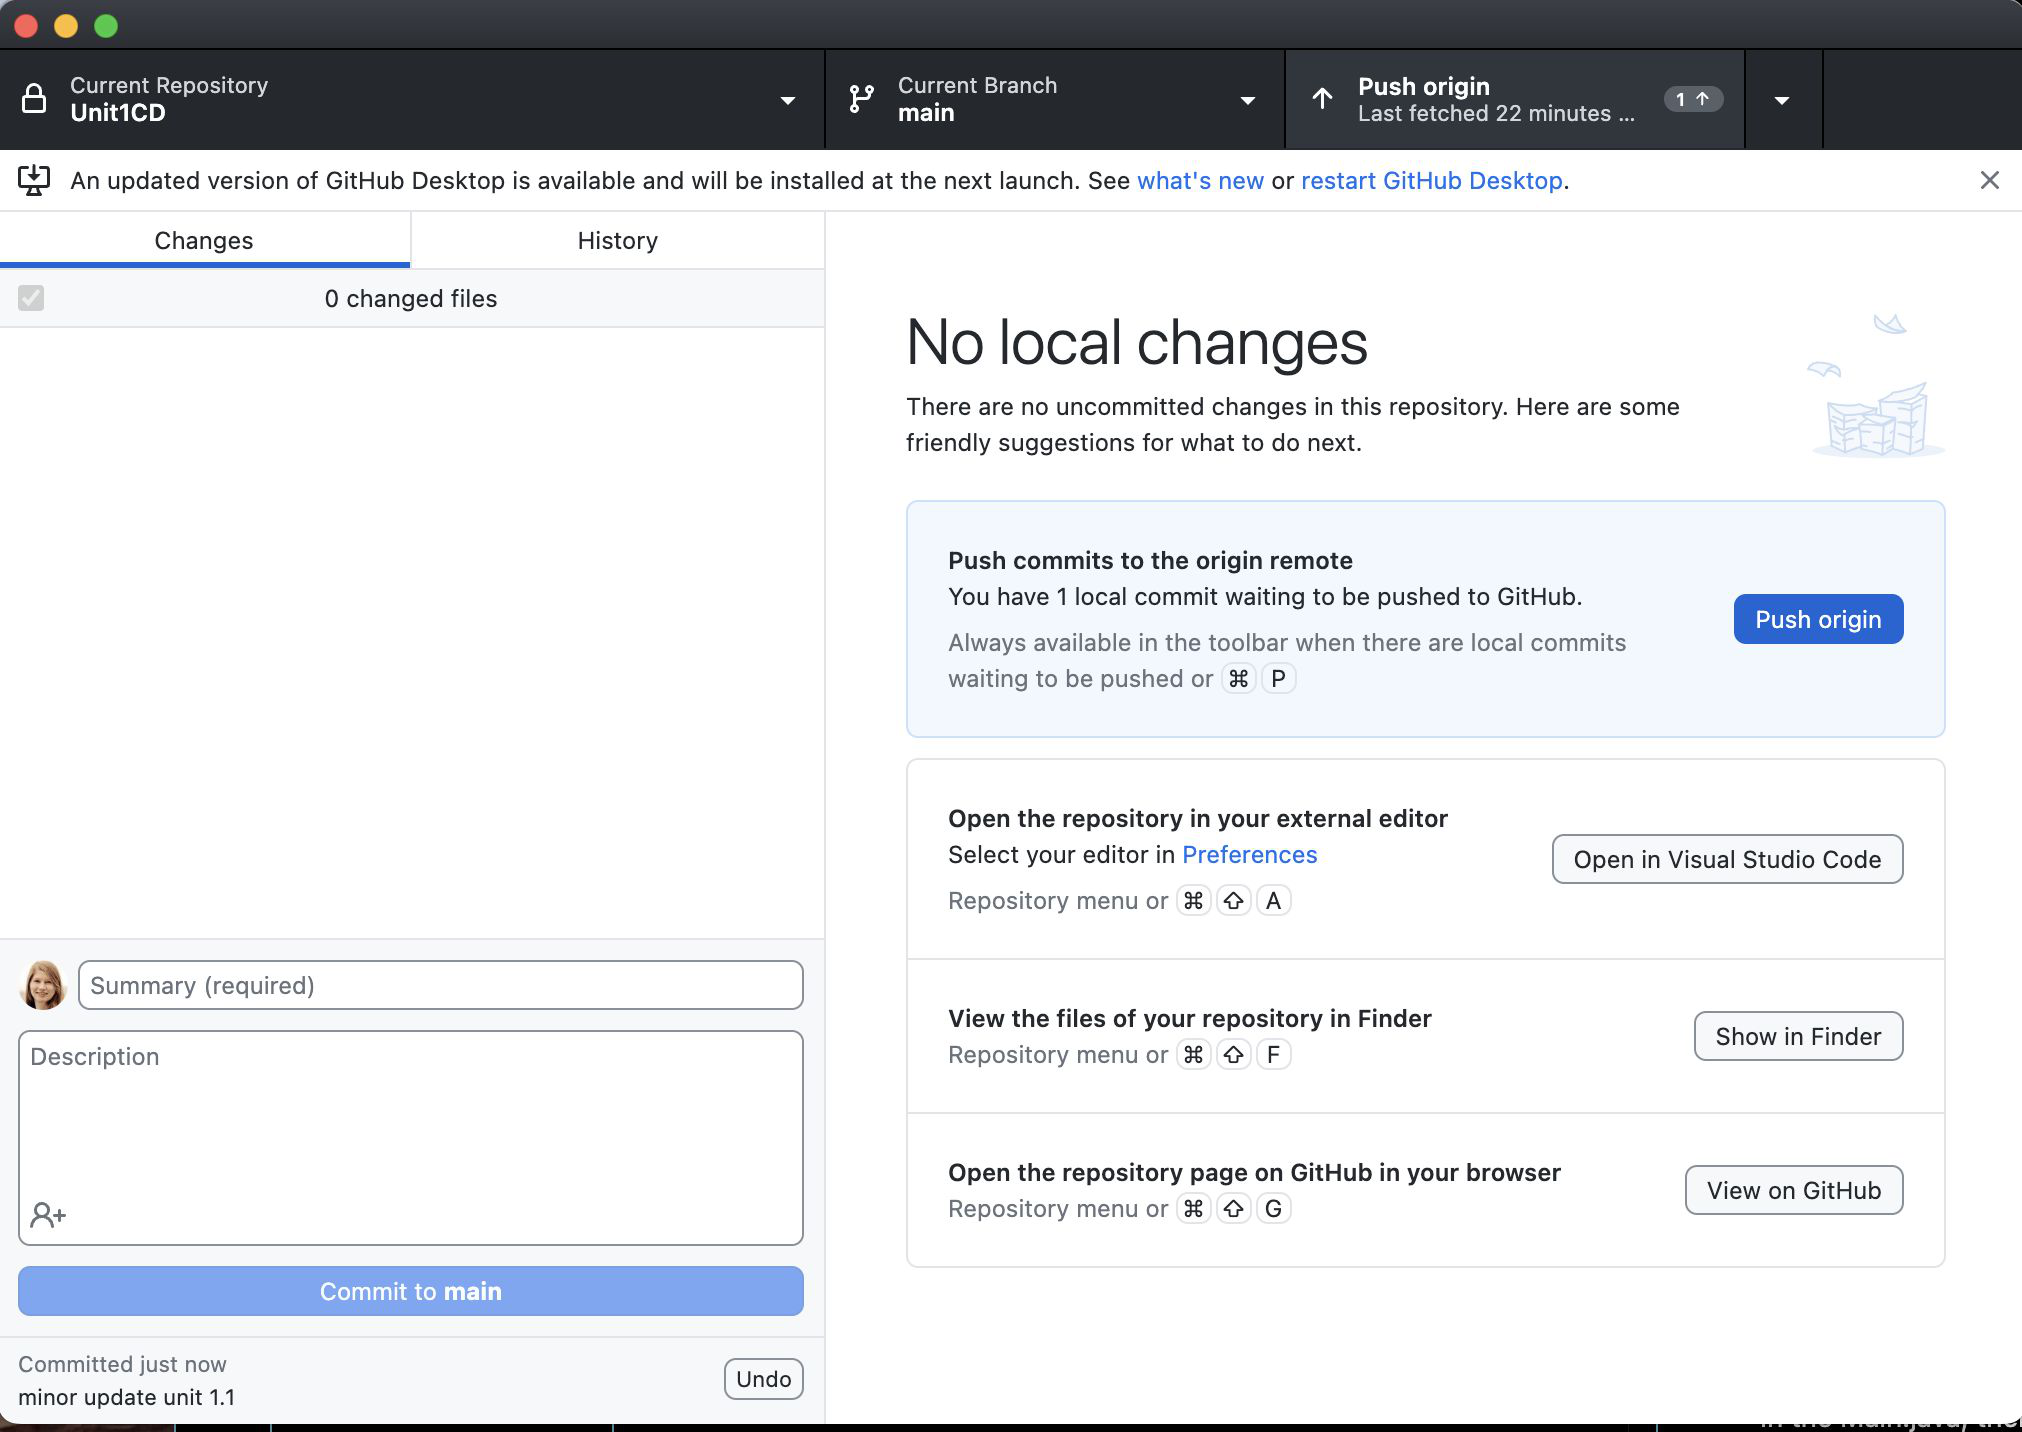 Current Repository
Unit1CD
Current Branch
main
Push origin
Last fetched 22 minutes ...
1 ↑
An updated version of GitHub Desktop is available and will be installed at the next launch. See what's new or restart GitHub Desktop.
Changes
History
0 changed files
No local changes
There are no uncommitted changes in this repository. Here are some
friendly suggestions for what to do next.
Push commits to the origin remote
You have 1 local commit waiting to be pushed to GitHub.
Always available in the toolbar when there are local commits
waiting to be pushed or ⌘ P
Push origin
Open the repository in your external editor
Select your editor in Preferences
Repository menu or ⌘ ⇧ A
Open in Visual Studio Code
View the files of your repository in Finder
Repository menu or ⌘ ⇧ F
Show in Finder
Open the repository page on GitHub in your browser
Repository menu or ⌘ ⇧ G
View on GitHub
Summary (required)
Description
Commit to main
Committed just now
minor update unit 1.1
Undo